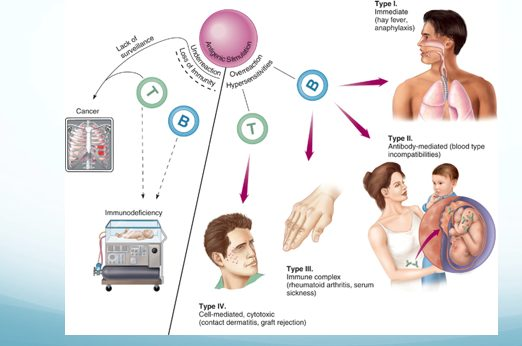 Antigenic Stimulation
Lack of
surveillance
Underreaction
Loss of Immunity
Overreaction
Hypersensitivities
T
B
T
B
Cancer
Immunodeficiency
Type I.
Immediate
(hay fever,
anaphylaxis)
Type II.
Antibody-mediated (blood type
incompatibilities)
Type III.
Immune complex
(rheumatoid arthritis, serum
sickness)
Type IV.
Cell-mediated, cytotoxic
(contact dermatitis, graft rejection)